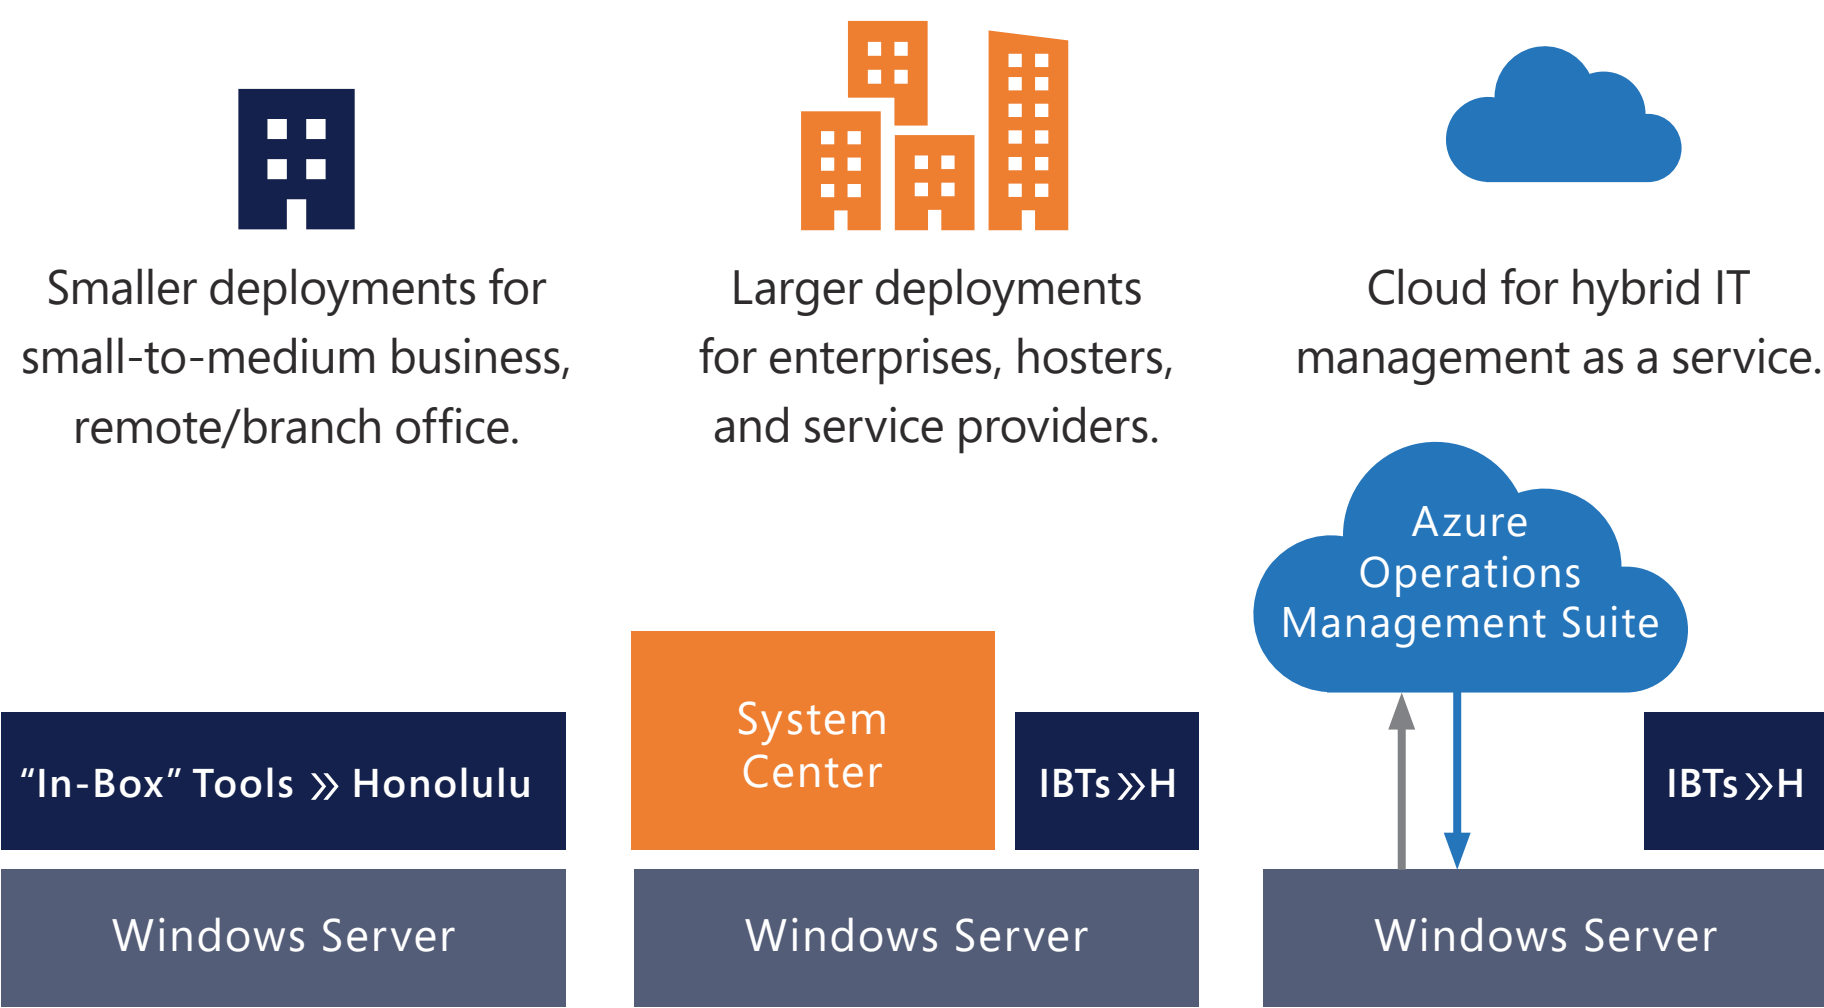 Smaller deployments for
small-to-medium business,
remote/branch office.
Larger deployments
for enterprises, hosters,
and service providers.
Cloud for hybrid IT
management as a service.
Azure
Operations
Management Suite
"In-Box" Tools » Honolulu
System
Center
IBTs»H
IBTs»H
Windows Server
Windows Server
Windows Server